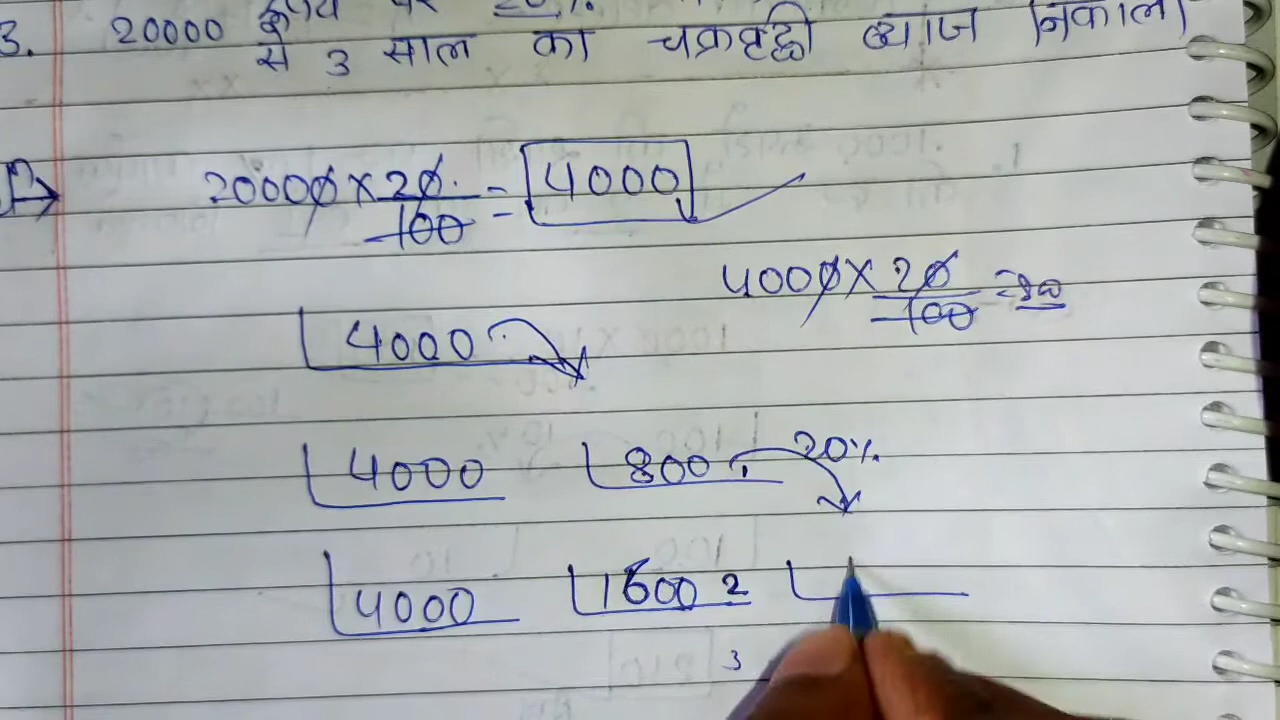 3. 20000 रूपये पर 20%.
से 3 साल का चक्रवृद्धी ब्याज निकालो
20000 × 20/100 = 4000
4000 × 20/100 =
4000
4000 800 20%.
4000 1600 2
3